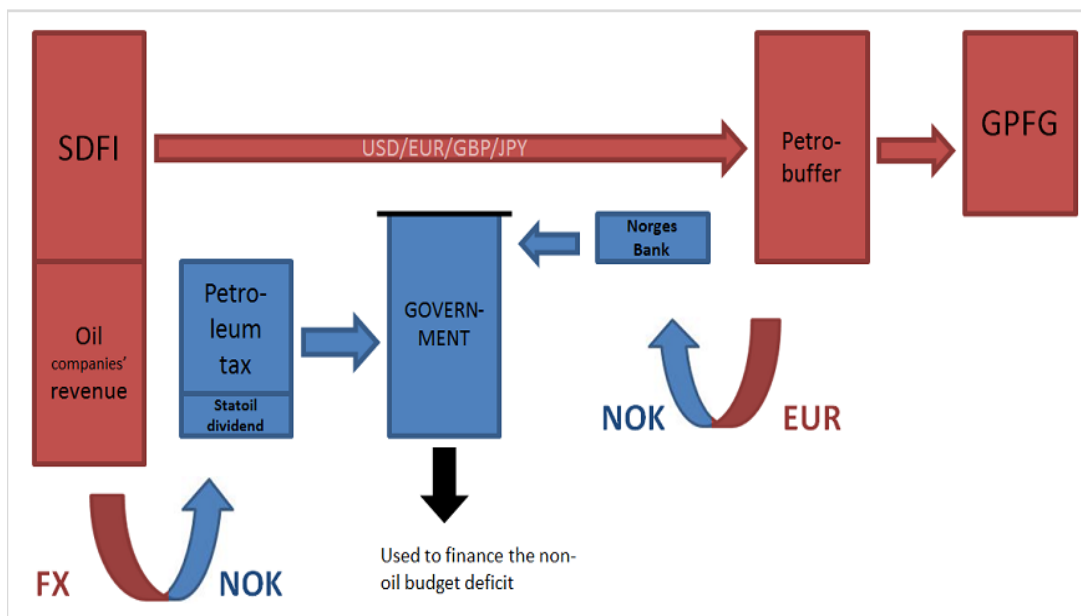 SDFI
USD/EUR/GBP/JPY
Petro-
buffer
GPFG
Oil
companies'
revenue
Petro-
leum
tax
Statoil
dividend
GOVERN-
MENT
Norges
Bank
NOK
EUR
FX
NOK
Used to finance the non-
oil budget deficit